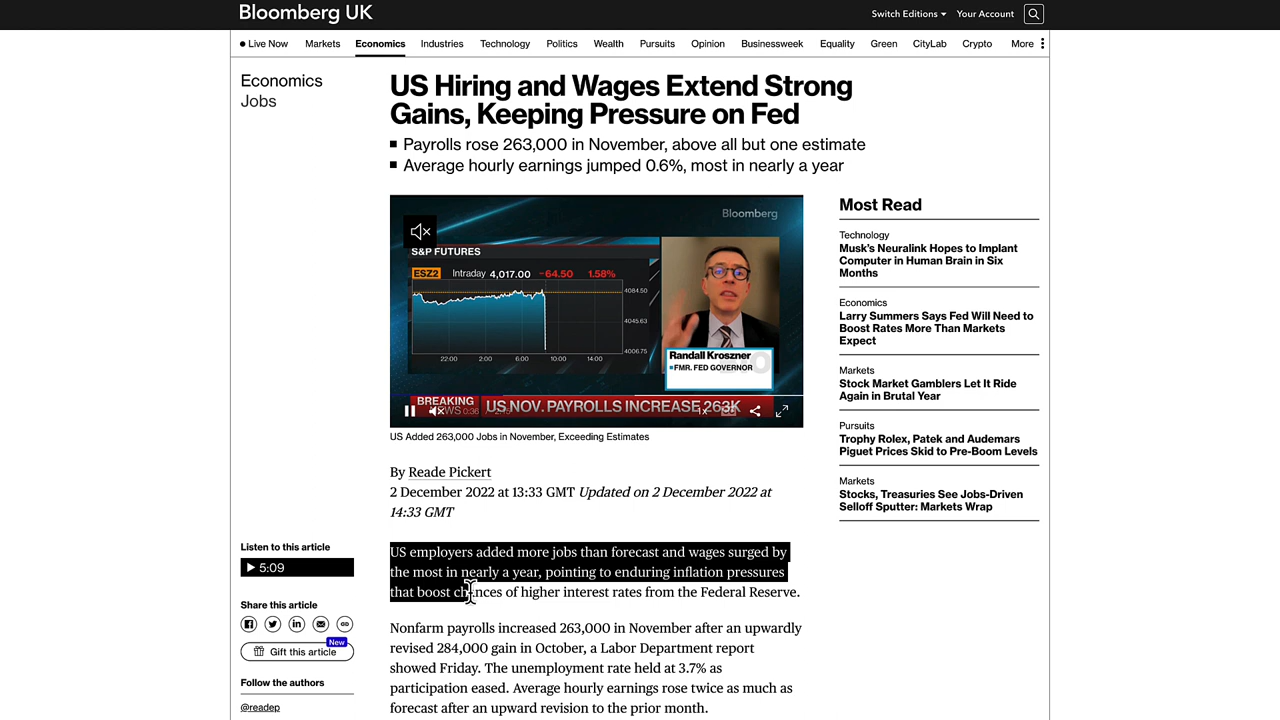 Bloomberg UK
Switch Editions
Your Account
Live Now Markets Economics Industries Technology Politics Wealth Pursuits Opinion Businessweek Equality Green CityLab Crypto More
Economics
Jobs
US Hiring and Wages Extend Strong
Gains, Keeping Pressure on Fed
Payrolls rose 263,000 in November, above all but one estimate
Average hourly earnings jumped 0.6%, most in nearly a year
Bloomberg
S&P FUTURES
ESZ2 Intraday 4,017.00 -64.50 1.58%
4084.50
4045.63
4006.75
22:00 2:00 6:00 10:00 14:00
Randall Kroszner
FMR. FED GOVERNOR
BREAKING
NEWS
US NOV. PAYROLLS INCREASE 263K
0:36
1x
US Added 263,000 Jobs in November, Exceeding Estimates
By Reade Pickert
2 December 2022 at 13:33 GMT Updated on 2 December 2022 at
14:33 GMT
US employers added more jobs than forecast and wages surged by
the most in nearly a year, pointing to enduring inflation pressures
that boost chances of higher interest rates from the Federal Reserve.
Nonfarm payrolls increased 263,000 in November after an upwardly
revised 284,000 gain in October, a Labor Department report
showed Friday. The unemployment rate held at 3.7% as
participation eased. Average hourly earnings rose twice as much as
forecast after an upward revision to the prior month.
Listen to this article
5:09
Share this article
New
Gift this article
Follow the authors
@readep
Most Read
Technology
Musk's Neuralink Hopes to Implant
Computer in Human Brain in Six
Months
Economics
Larry Summers Says Fed Will Need to
Boost Rates More Than Markets
Expect
Markets
Stock Market Gamblers Let It Ride
Again in Brutal Year
Pursuits
Trophy Rolex, Patek and Audemars
Piguet Prices Skid to Pre-Boom Levels
Markets
Stocks, Treasuries See Jobs-Driven
Selloff Sputter: Markets Wrap